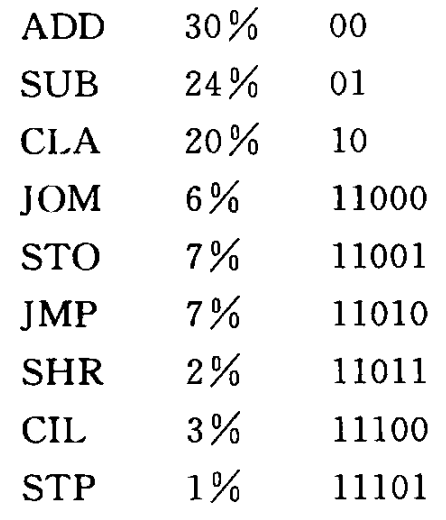 ADD 30% 00
SUB 24% 01
CLA 20% 10
JOM 6% 11000
STO 7% 11001
JMP 7% 11010
SHR 2% 11011
CIL 3% 11100
STP 1% 11101